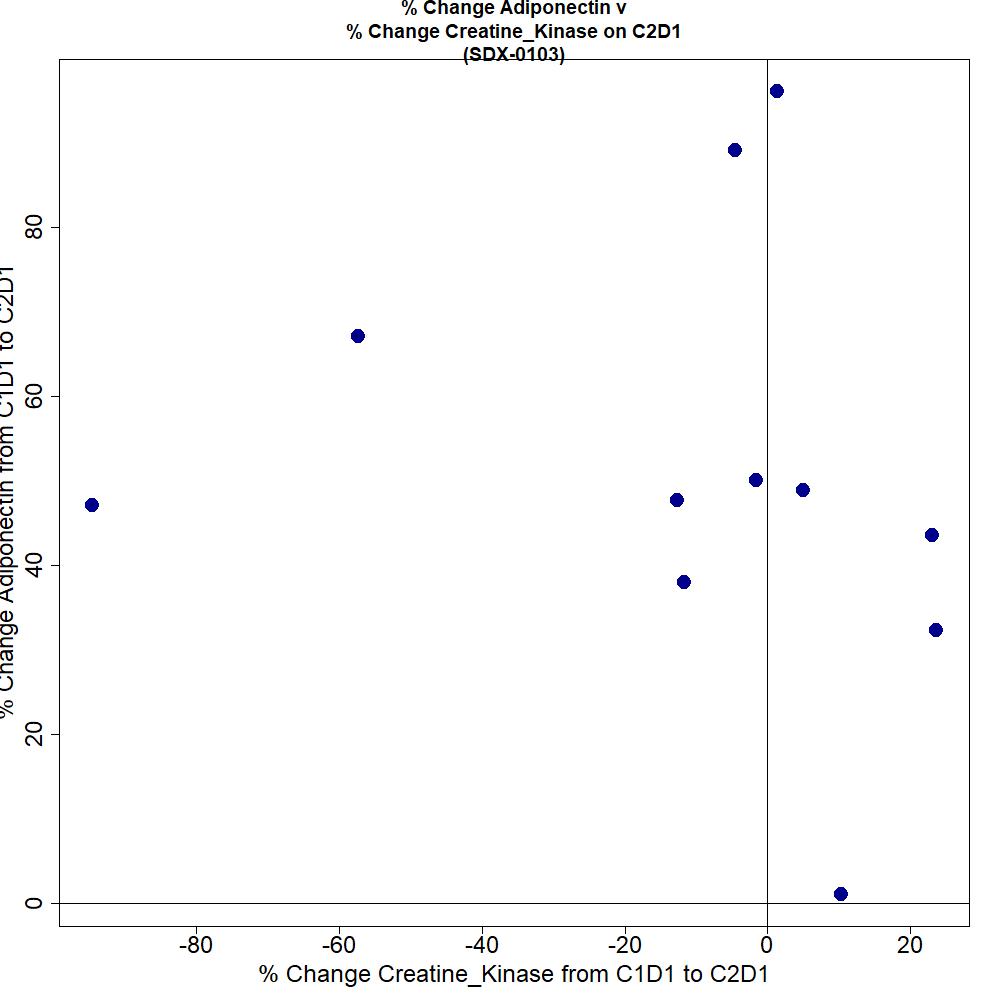 % Change Adiponectin v
% Change Creatine_Kinase on C2D1
(SDX-0103)
% Change Adiponectin from C1D1 to C2D1
80
60
40
20
0
-80
-60
-40
-20
0
20
% Change Creatine_Kinase from C1D1 to C2D1